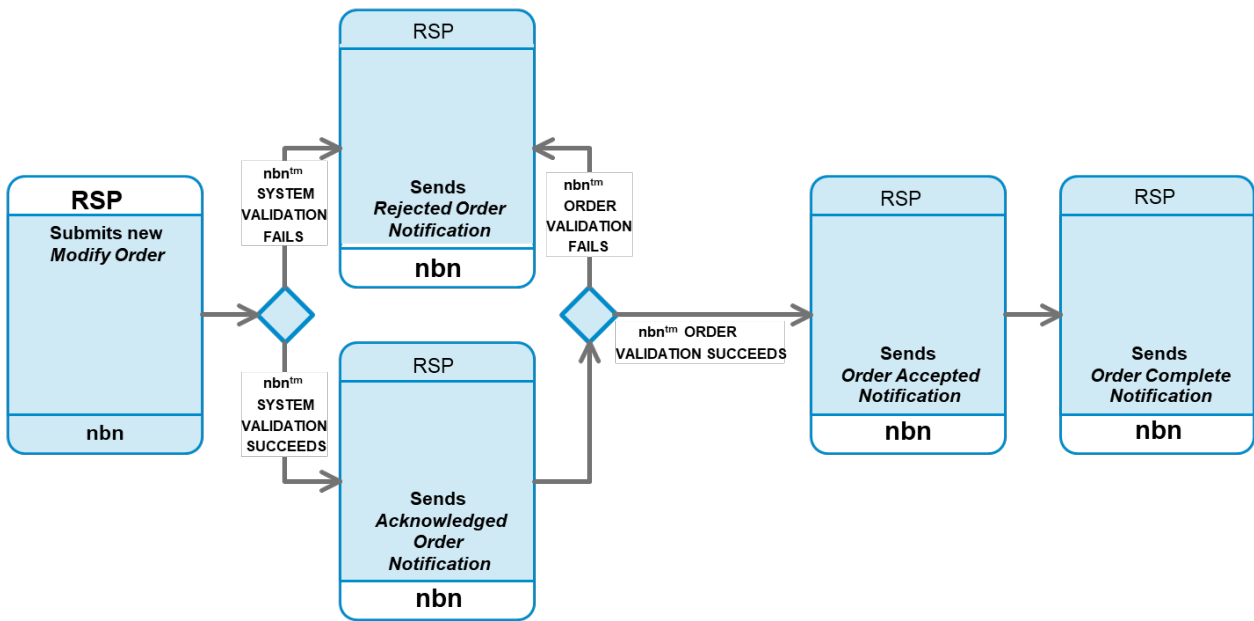 RSP
Submits new
Modify Order
nbn
nbn™
SYSTEM
VALIDATION
FAILS
nbn™
SYSTEM
VALIDATION
SUCCEEDS
RSP
Sends
Rejected Order
Notification
nbn
RSP
Sends
Acknowledged
Order
Notification
nbn
nbn™
ORDER
VALIDATION
FAILS
nbn™ ORDER
VALIDATION SUCCEEDS
RSP
Sends
Order Accepted
Notification
nbn
RSP
Sends
Order Complete
Notification
nbn